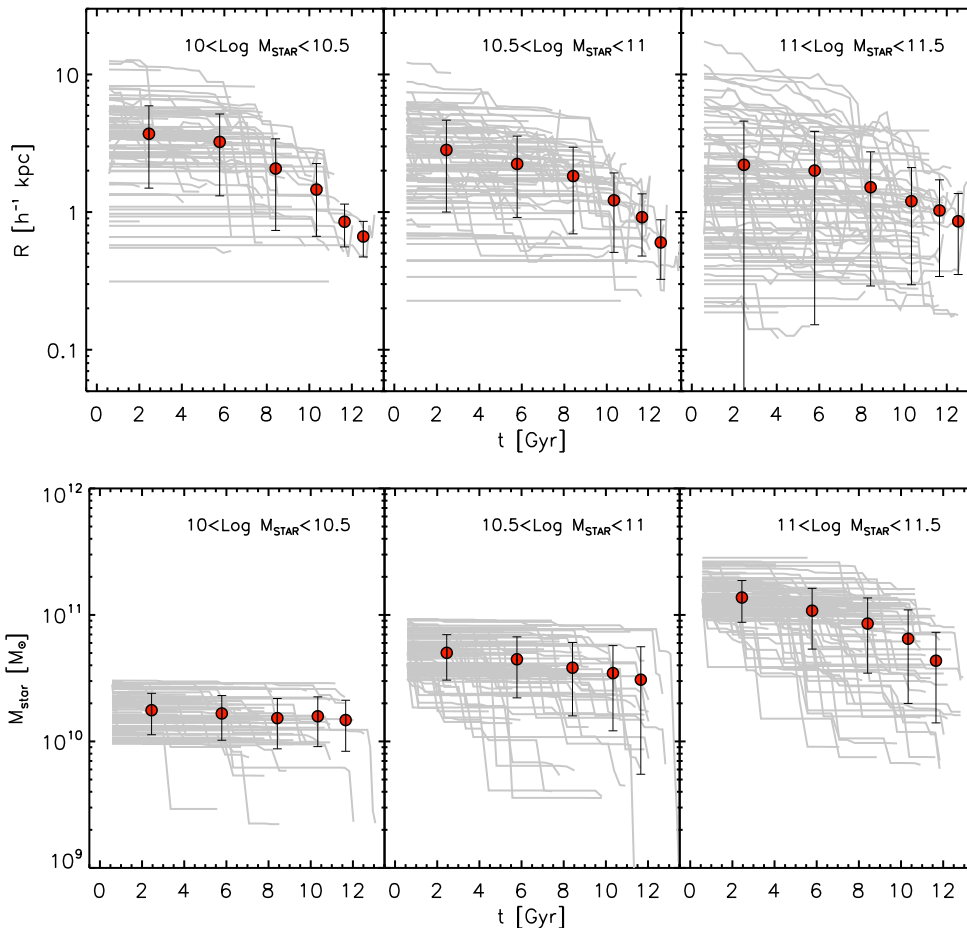 10<Log M_STAR<10.5
10.5<Log M_STAR<11
11<Log M_STAR<11.5
10
1
0.1
R [h⁻¹ kpc]
0 2 4 6 8 10 12
0 2 4 6 8 10 12
0 2 4 6 8 10 12
t [Gyr]
10<Log M_STAR<10.5
10.5<Log M_STAR<11
11<Log M_STAR<11.5
10¹²
10¹¹
10¹⁰
10⁹
M_star [M_⊙]
0 2 4 6 8 10 12
0 2 4 6 8 10 12
0 2 4 6 8 10 12
t [Gyr]